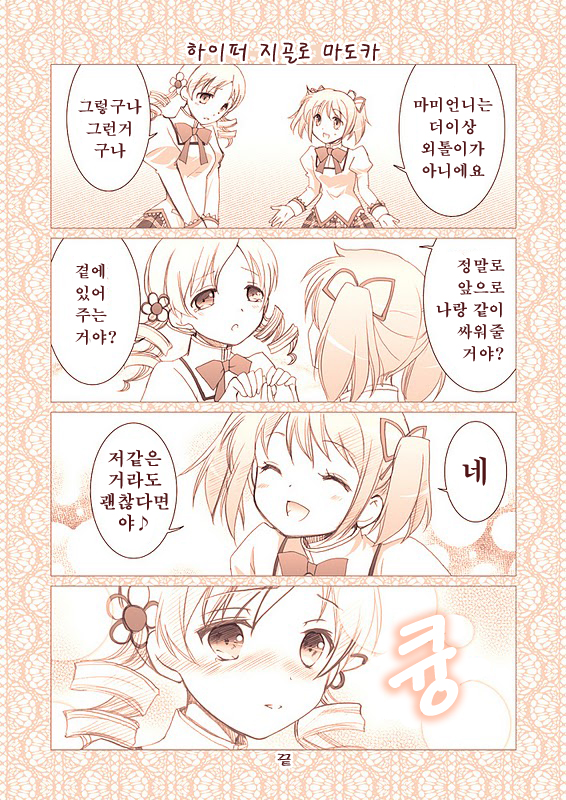 하이퍼 지골로 마도카
마미언니는
더이상
외톨이가
아니에요
그렇구나
그런거
구나
정말로
앞으로
나랑 같이
싸워줄
거야?
곁에
있어
주는
거야?
네
저같은
거라도
괜찮다면
야♪
큥
끝